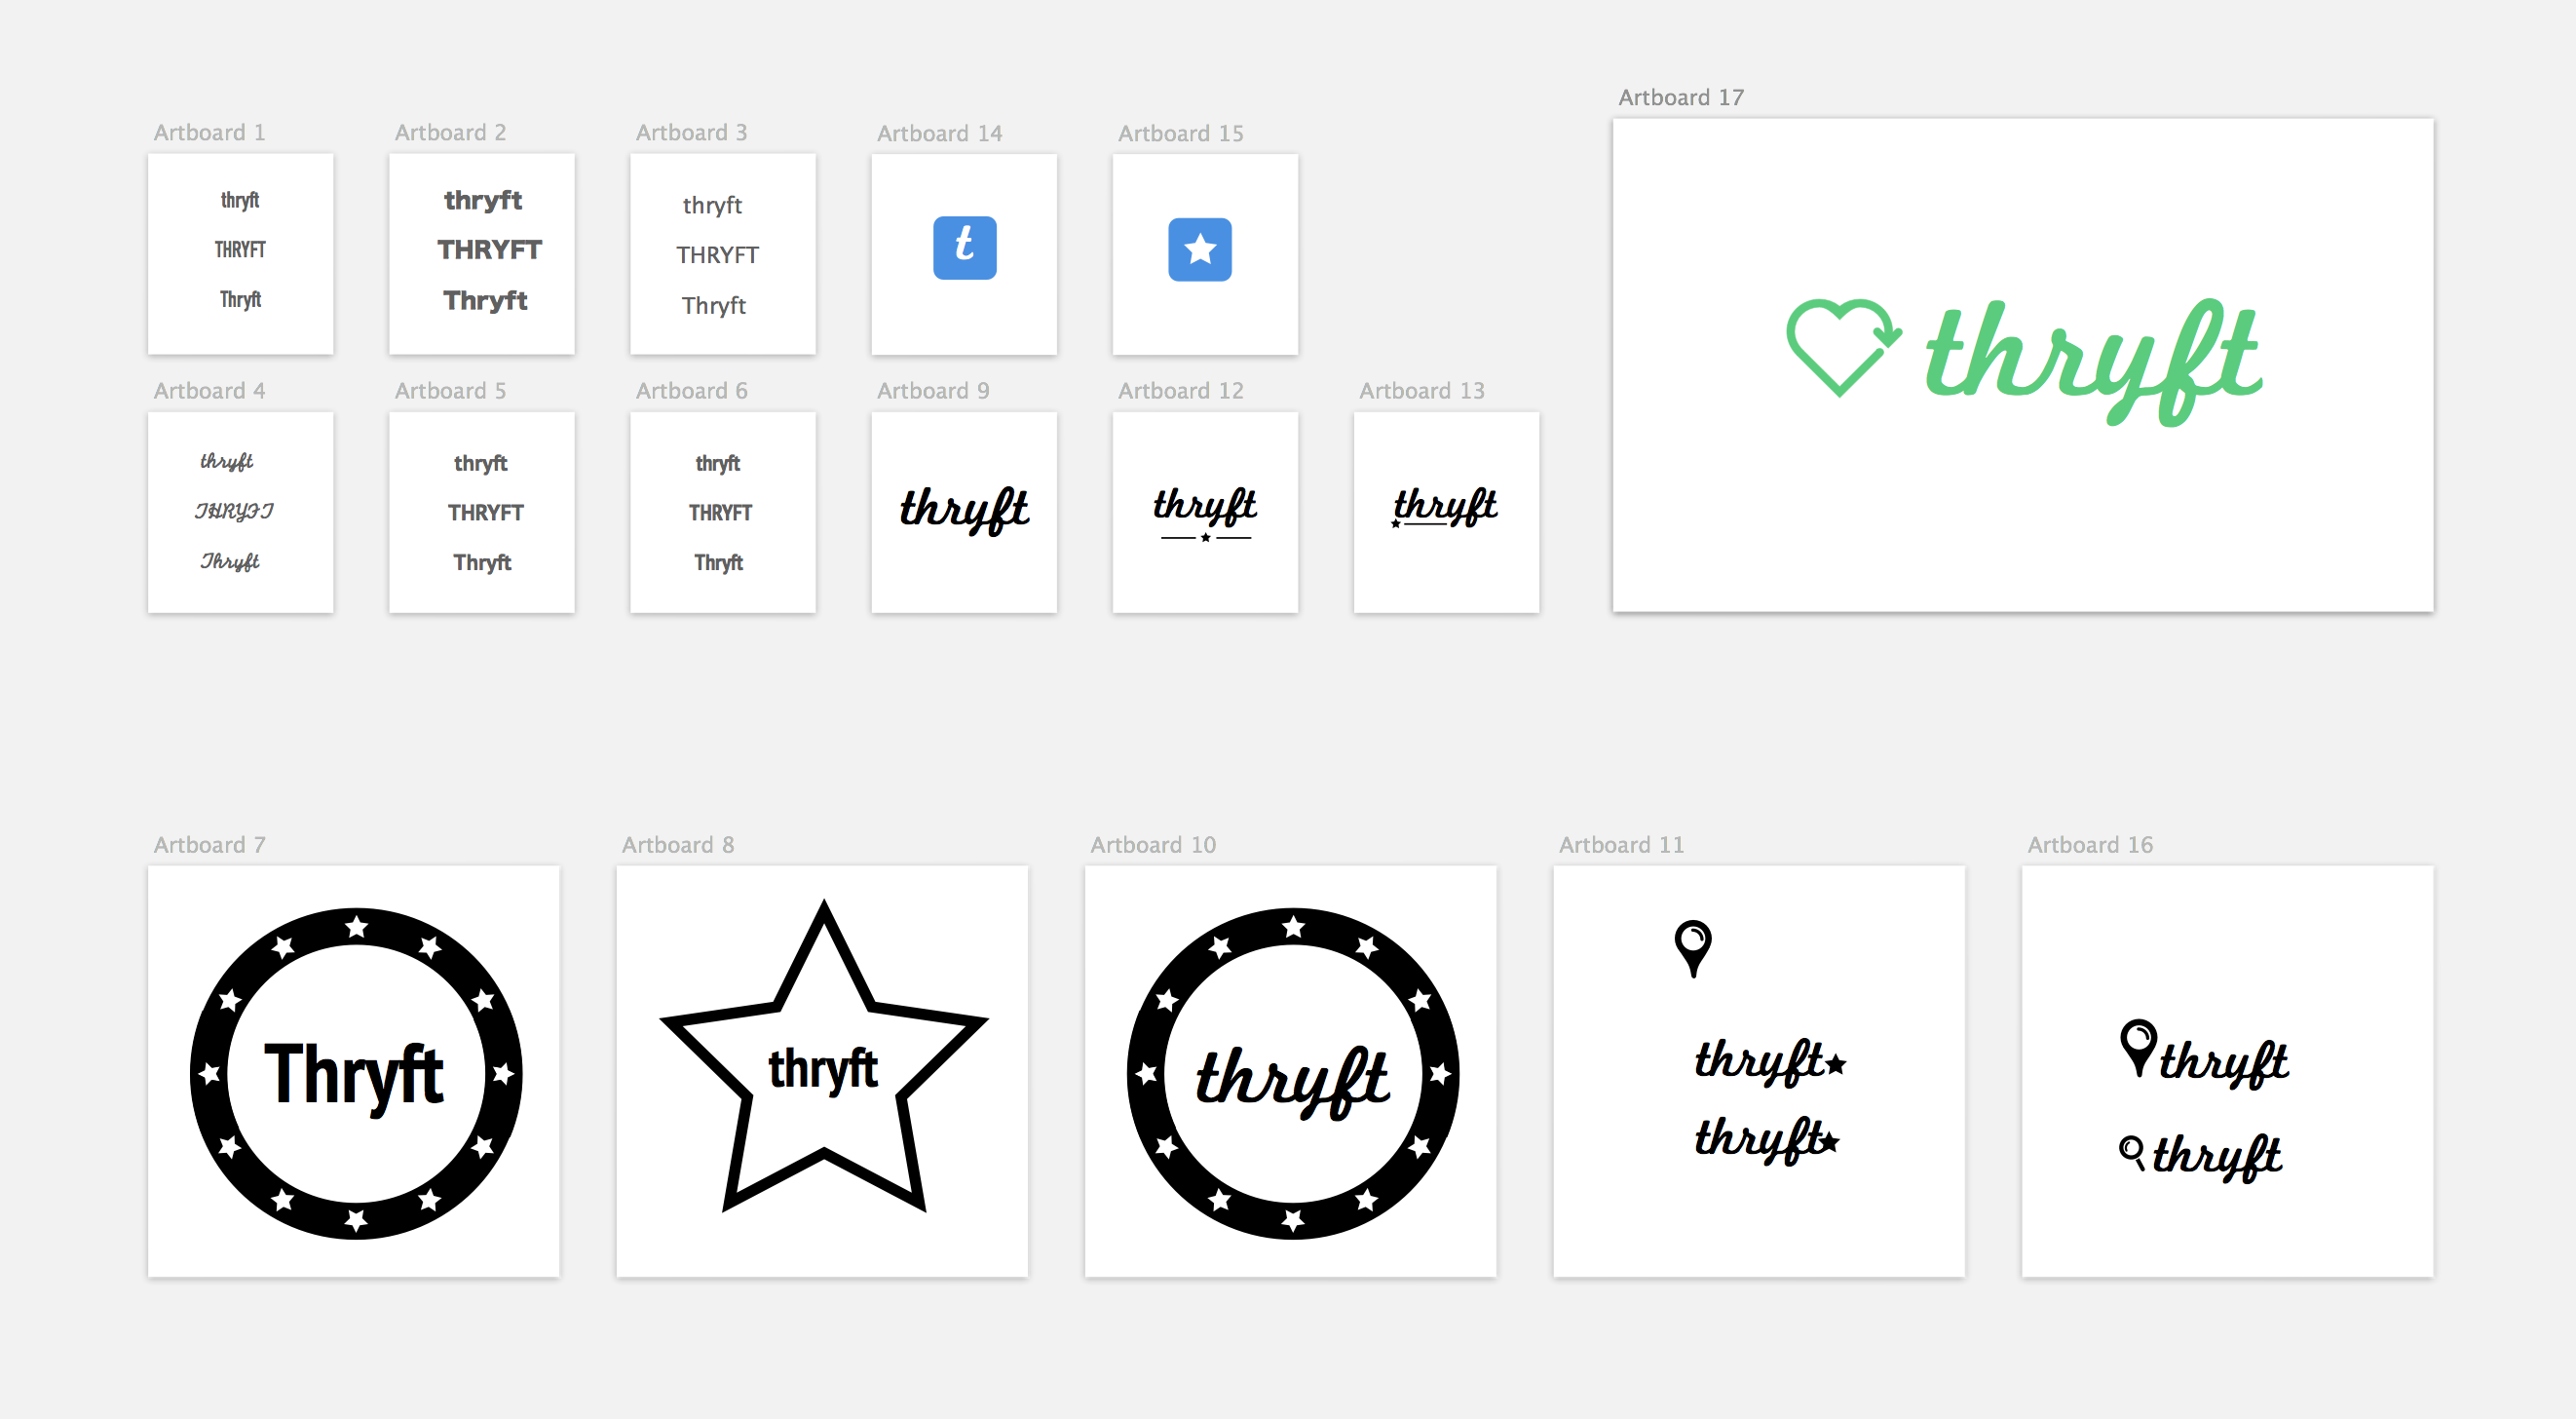 Artboard 1
thryft
THRYFT
Thryft
Artboard 2
thryft
THRYFT
Thryft
Artboard 3
thryft
THRYFT
Thryft
Artboard 14
t
Artboard 15
Artboard 17
thryft
Artboard 4
thryft
THRYFT
Thryft
Artboard 5
thryft
THRYFT
Thryft
Artboard 6
thryft
THRYFT
Thryft
Artboard 9
thryft
Artboard 12
thryft
Artboard 13
thryft
Artboard 7
Thryft
Artboard 8
thryft
Artboard 10
thryft
Artboard 11
thryft
thryft
Artboard 16
thryft
thryft